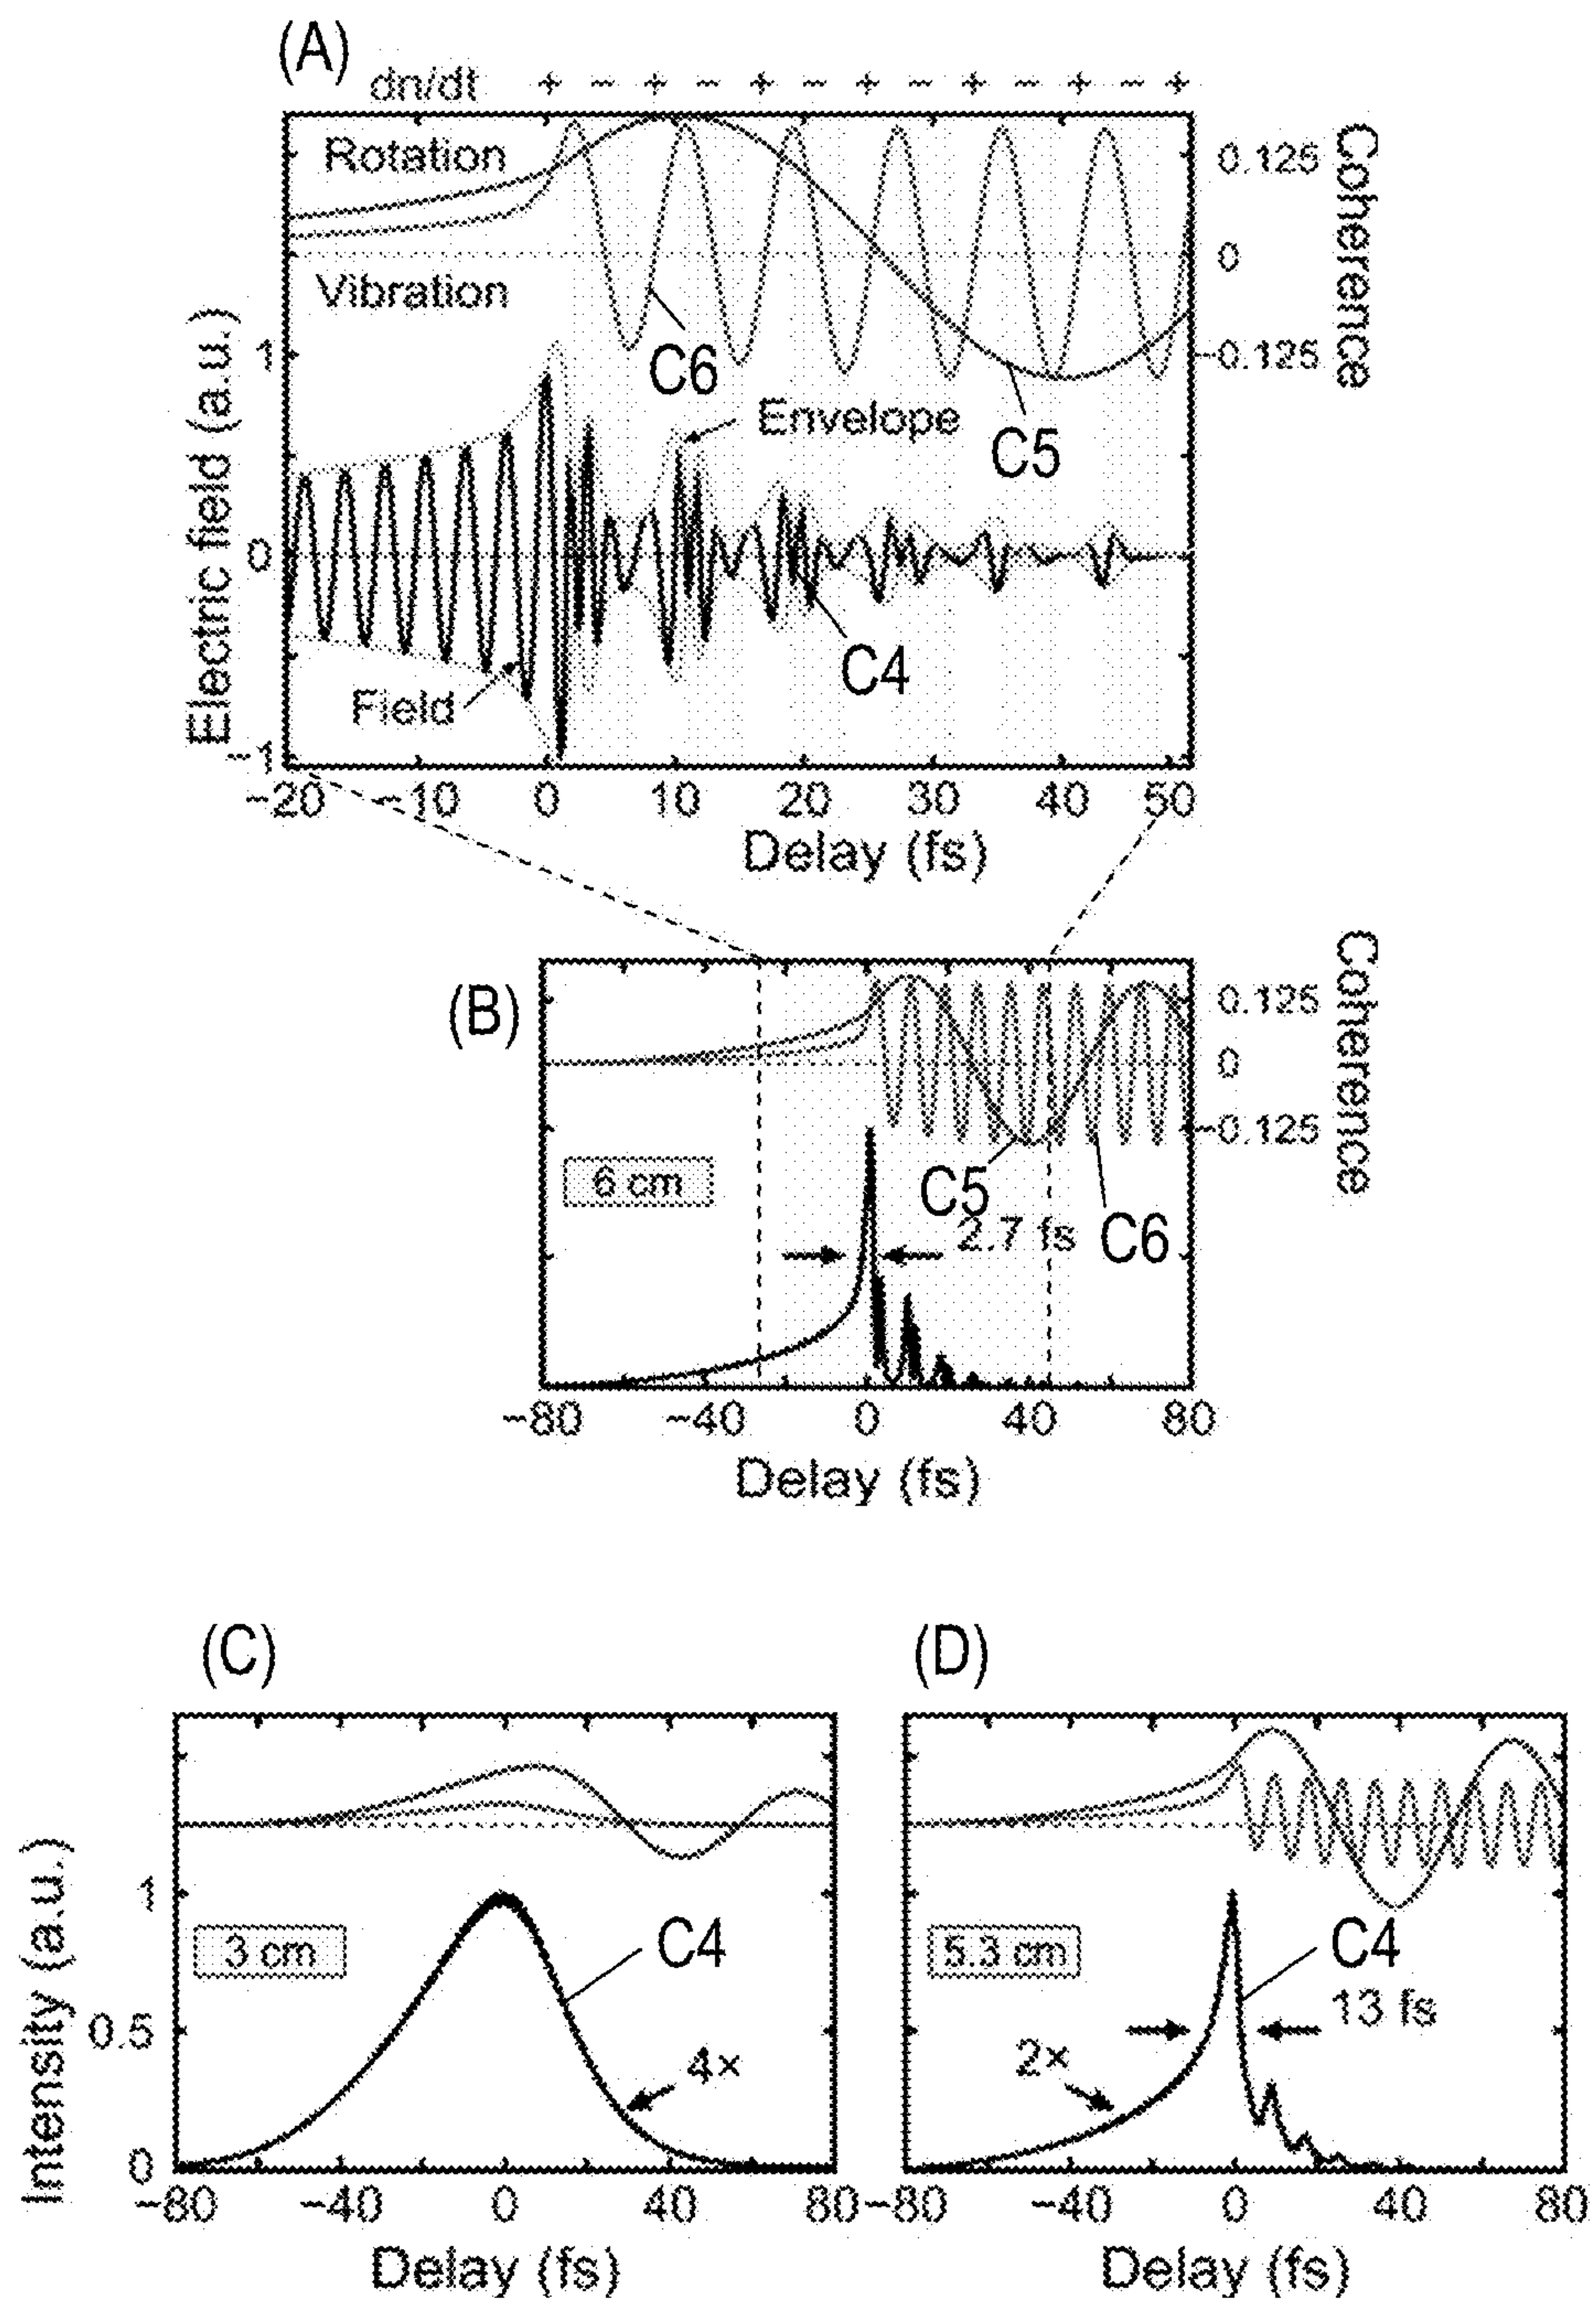 (A)
dn/dt + − + − + − + − + − + − +
Rotation
Vibration
0.125
0
-0.125
Coherence
Electric field (a.u.)
1
0
−1
C6
Envelope
C5
C4
Field
−20 −10 0 10 20 30 40 50
Delay (fs)
(B)
0.125
0
-0.125
Coherence
6 cm
C5
2.7 fs
C6
−80 −40 0 40 80
Delay (fs)
(C)
Intensity (a.u.)
1
0.5
0
3 cm
C4
4×
−80 −40 0 40 80
Delay (fs)
(D)
5.3 cm
C4
13 fs
2×
−80 −40 0 40 80
Delay (fs)